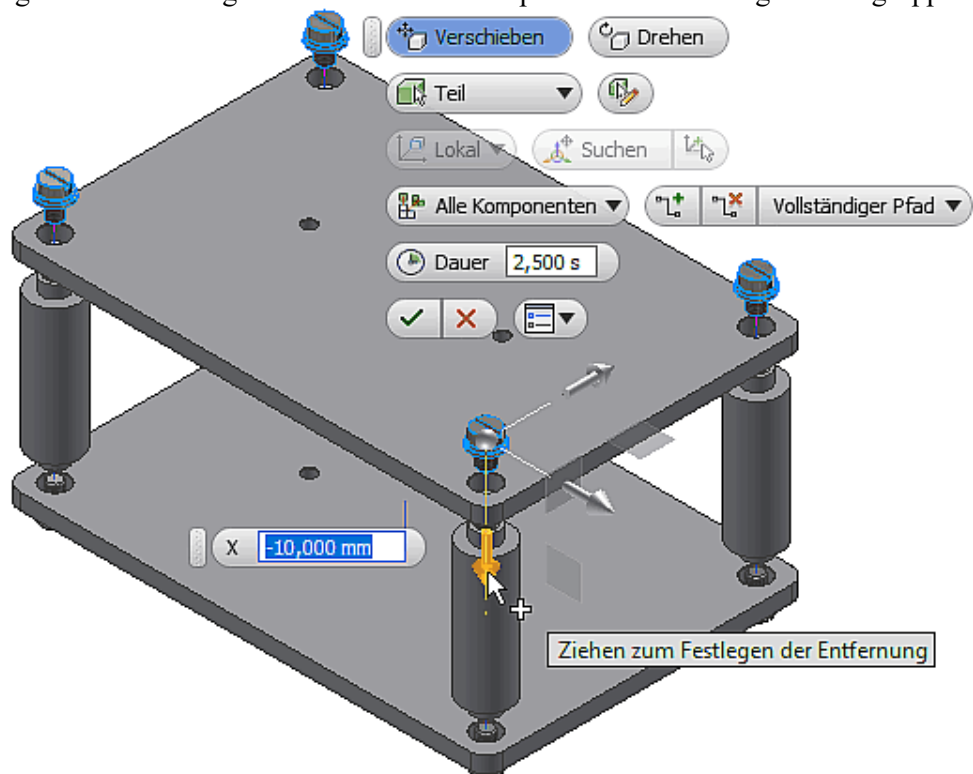 Verschieben Drehen
Teil
Lokal Suchen
Alle Komponenten Vollständiger Pfad
Dauer 2,500 s
X -10,000 mm
Ziehen zum Festlegen der Entfernung